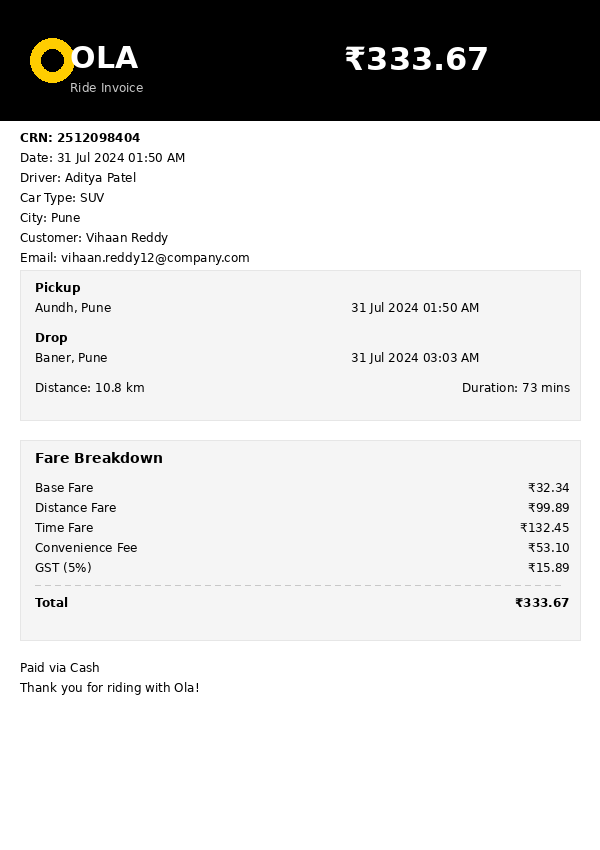 OLA
₹333.67
Ride Invoice
CRN: 2512098404
Date: 31 Jul 2024 01:50 AM
Driver: Aditya Patel
Car Type: SUV
City: Pune
Customer: Vihaan Reddy
Email: vihaan.reddy12@company.com
Pickup
Aundh, Pune 31 Jul 2024 01:50 AM
Drop
Baner, Pune 31 Jul 2024 03:03 AM
Distance: 10.8 km Duration: 73 mins
Fare Breakdown
Base Fare ₹32.34
Distance Fare ₹99.89
Time Fare ₹132.45
Convenience Fee ₹53.10
GST (5%) ₹15.89
Total ₹333.67
Paid via Cash
Thank you for riding with Ola!